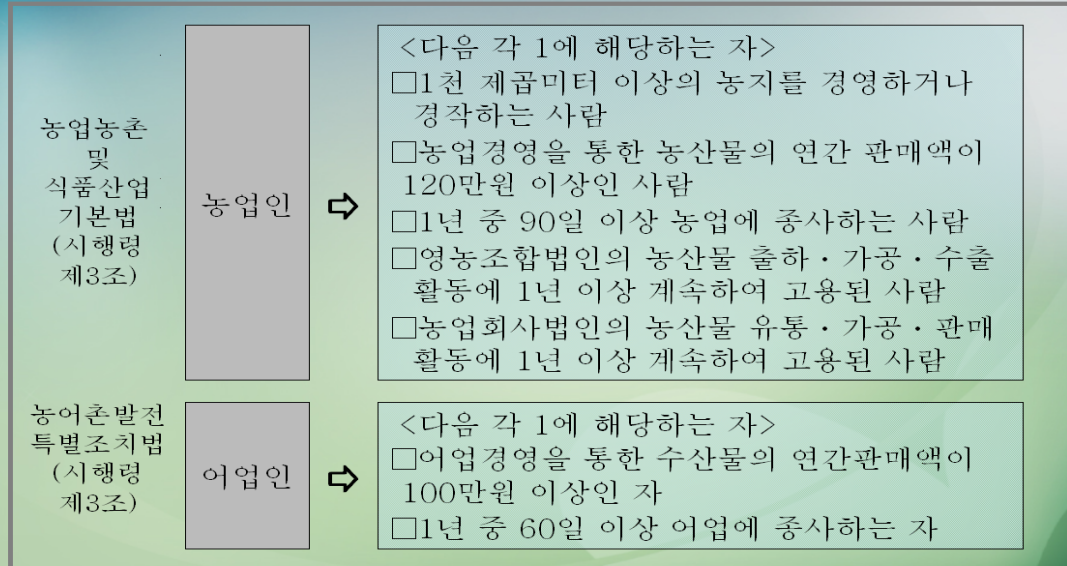 농업농촌
및
식품산업
기본법
(시행령
제3조)
농업인
<다음 각 1에 해당하는 자>
□1천 제곱미터 이상의 농지를 경영하거나
경작하는 사람
□농업경영을 통한 농산물의 연간 판매액이
120만원 이상인 사람
□1년 중 90일 이상 농업에 종사하는 사람
□영농조합법인의 농산물 출하·가공·수출
활동에 1년 이상 계속하여 고용된 사람
□농업회사법인의 농산물 유통·가공·판매
활동에 1년 이상 계속하여 고용된 사람
농어촌발전
특별조치법
(시행령
제3조)
어업인
<다음 각 1에 해당하는 자>
□어업경영을 통한 수산물의 연간판매액이
100만원 이상인 자
□1년 중 60일 이상 어업에 종사하는 자